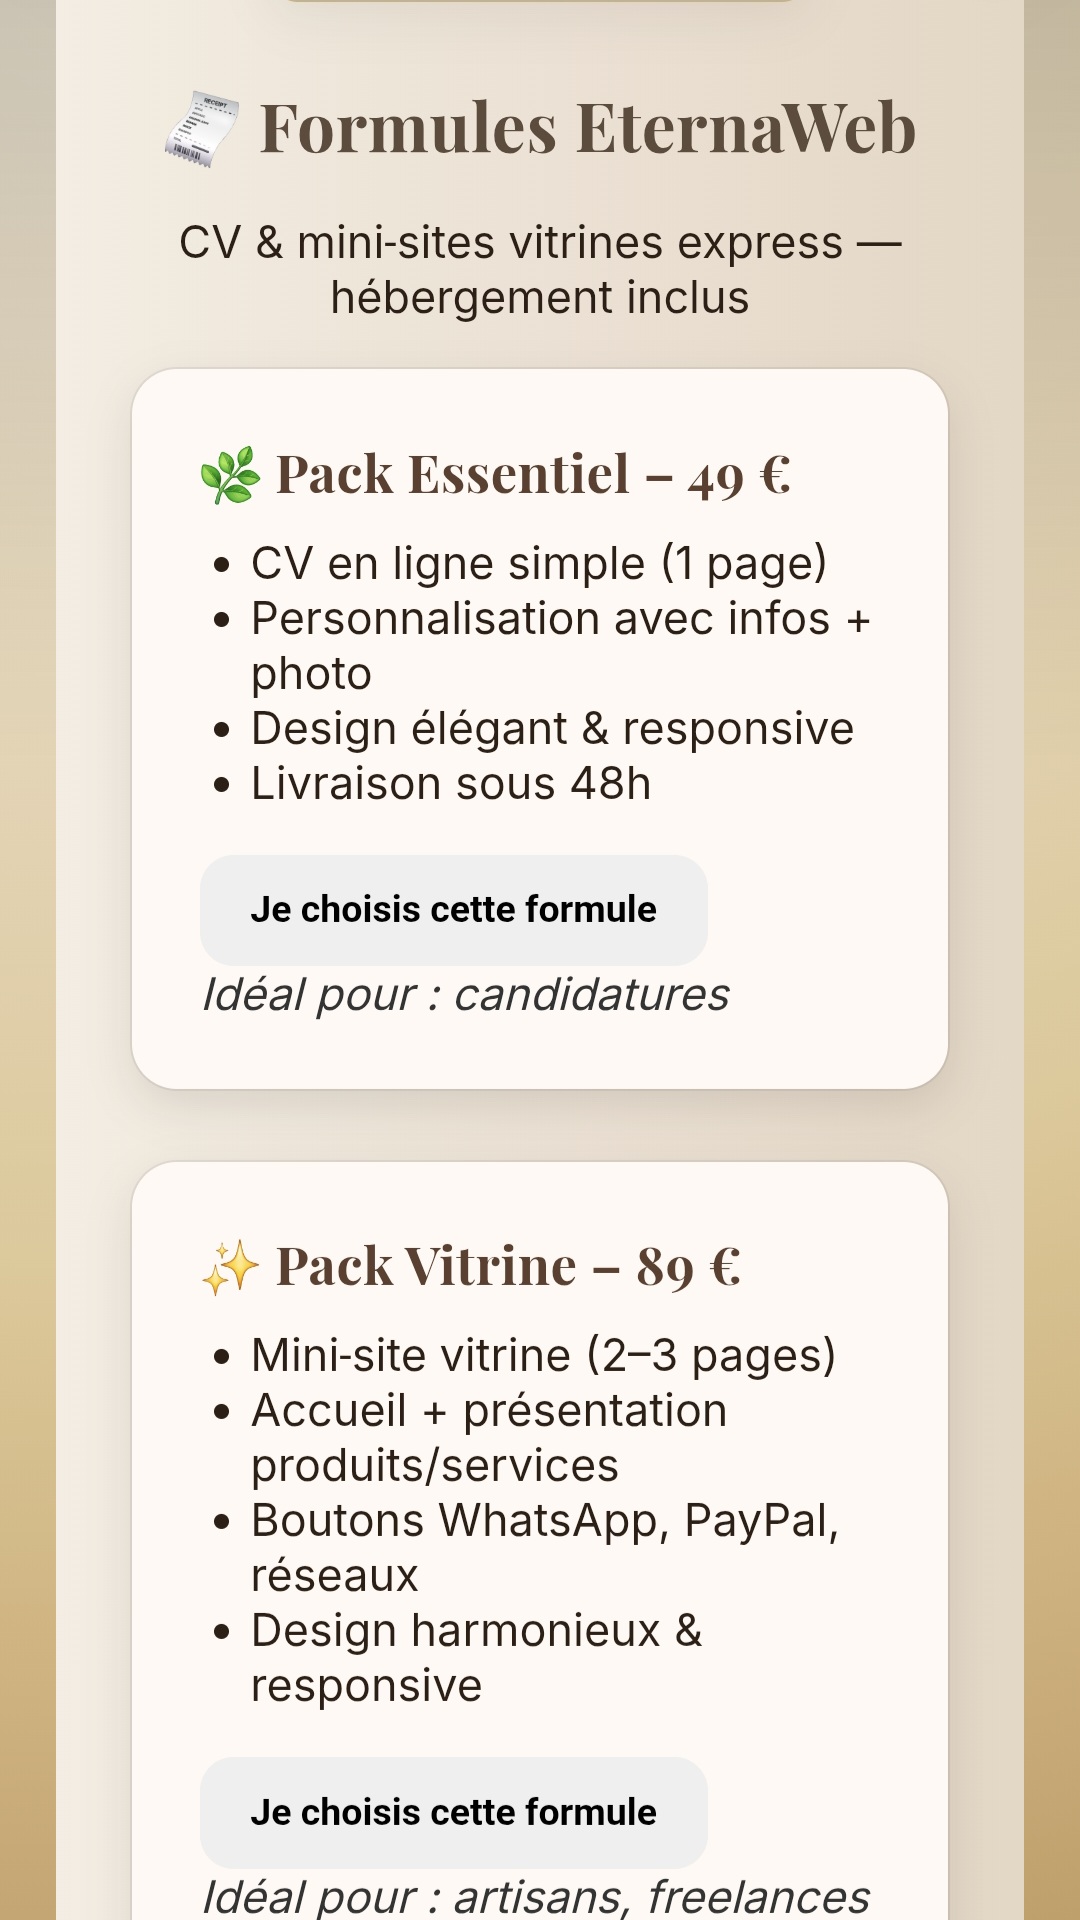 Formules EternaWeb
CV & mini-sites vitrines express —
hébergement inclus
Pack Essentiel – 49 €
• CV en ligne simple (1 page)
• Personnalisation avec infos +
photo
• Design élégant & responsive
• Livraison sous 48h
Je choisis cette formule
Idéal pour : candidatures
Pack Vitrine – 89 €
• Mini-site vitrine (2–3 pages)
• Accueil + présentation
produits/services
• Boutons WhatsApp, PayPal,
réseaux
• Design harmonieux &
responsive
Je choisis cette formule
Idéal pour : artisans, freelances